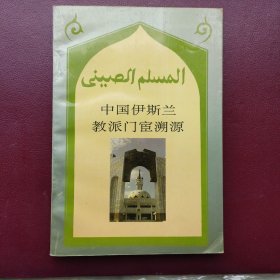 المسلم الصيني
中国伊斯兰
教派门宦溯源